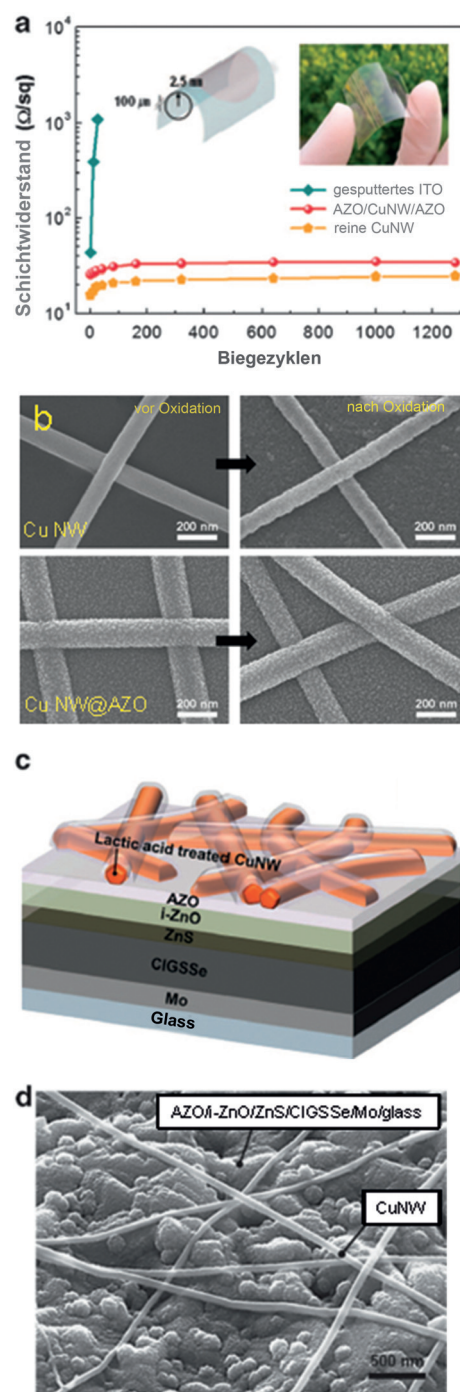 a
10⁴
10³
10²
10¹
Schichtwiderstand (Ω/sq)
2.5 mm
100 μm
gesputtertes ITO
AZO/CuNW/AZO
reine CuNW
0 200 400 600 800 1000 1200
Biegezyklen
b
vor Oxidation
nach Oxidation
Cu NW
200 nm
200 nm
Cu NW@AZO
200 nm
200 nm
c
Lactic acid treated CuNW
AZO
i-ZnO
ZnS
CIGSSe
Mo
Glass
d
AZO/i-ZnO/ZnS/CIGSSe/Mo/glass
CuNW
500 nm